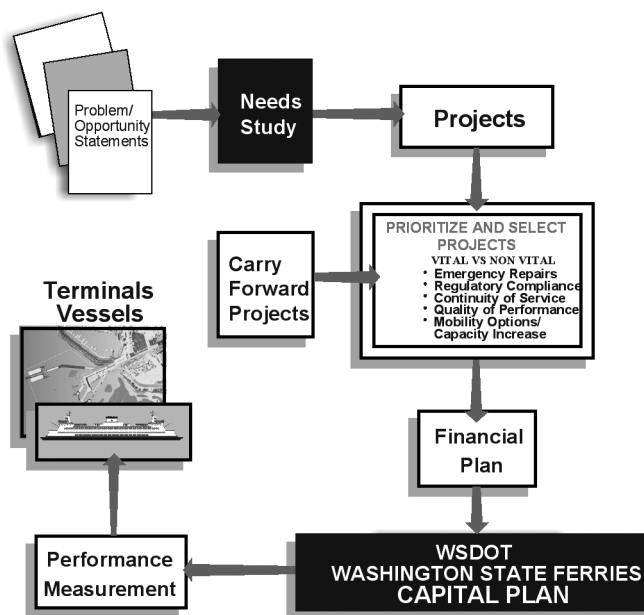 Problem/
Opportunity
Statements
Needs
Study
Projects
PRIORITIZE AND SELECT
PROJECTS
VITAL VS NON VITAL
• Emergency Repairs
• Regulatory Compliance
• Continuity of Service
• Quality of Performance
• Mobility Options/
Capacity Increase
Carry
Forward
Projects
Terminals
Vessels
Financial
Plan
WSDOT
WASHINGTON STATE FERRIES
CAPITAL PLAN
Performance
Measurement